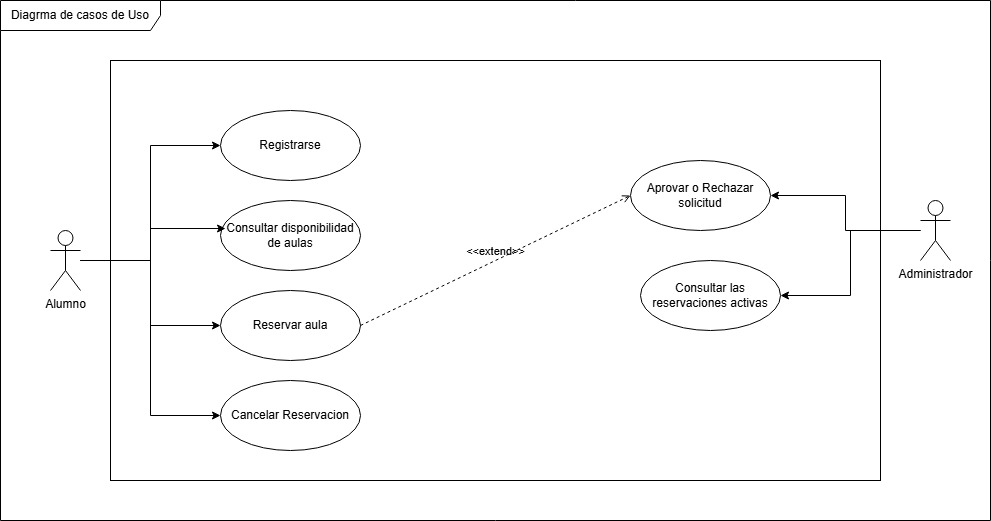 Diagrma de casos de Uso
Registrarse
Consultar disponibilidad
de aulas
Reservar aula
Cancelar Reservacion
Alumno
<<extend>>
Aprovar o Rechazar
solicitud
Consultar las
reservaciones activas
Administrador